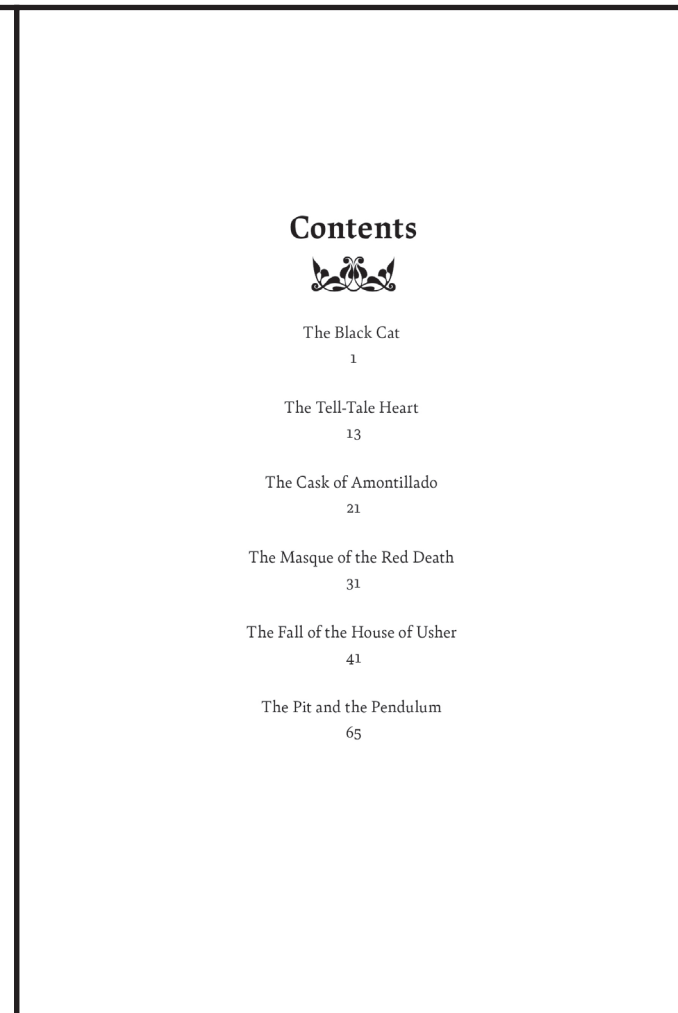 Contents
The Black Cat
1
The Tell-Tale Heart
13
The Cask of Amontillado
21
The Masque of the Red Death
31
The Fall of the House of Usher
41
The Pit and the Pendulum
65